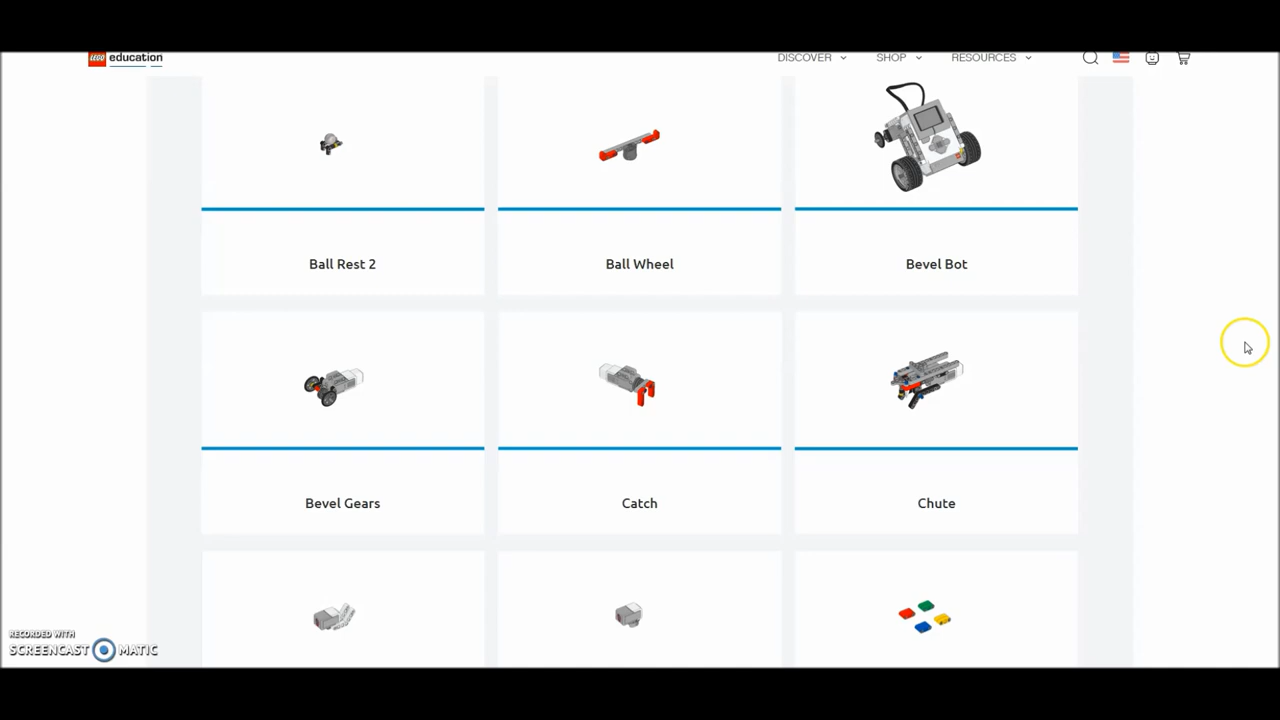 LEGO education
DISCOVER SHOP RESOURCES
Ball Rest 2
Ball Wheel
Bevel Bot
Bevel Gears
Catch
Chute
RECORDED WITH
SCREENCAST MATIC